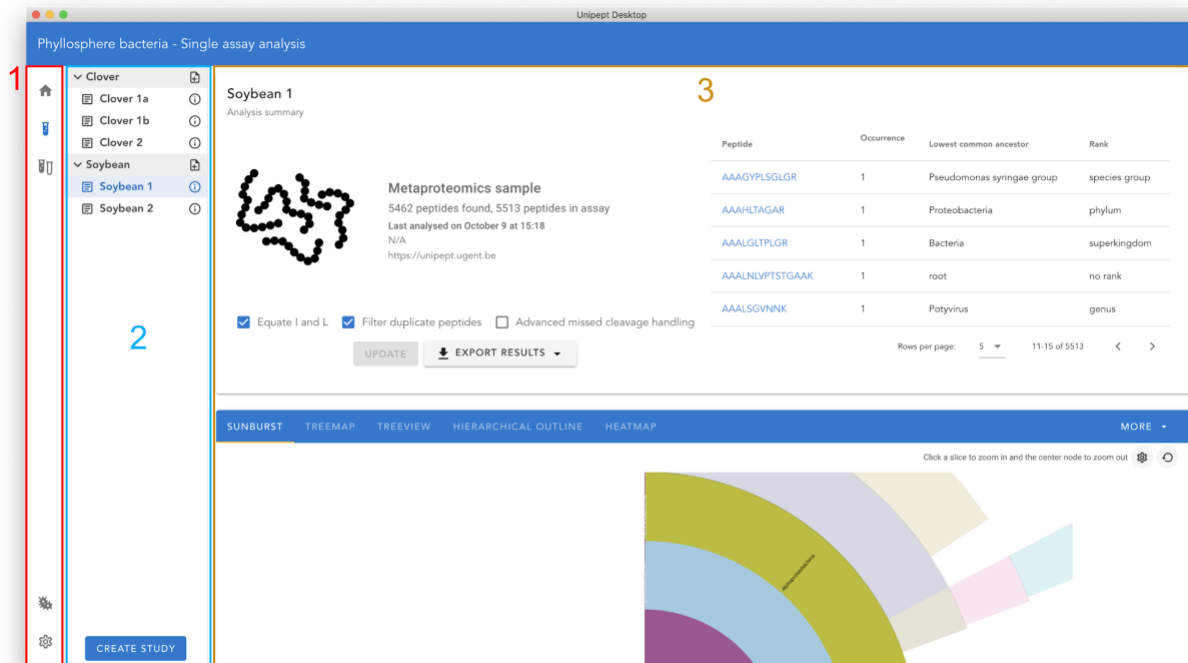 Unipept Desktop
Phyllosphere bacteria - Single assay analysis
1
Clover
Clover 1a
Clover 1b
Clover 2
Soybean
Soybean 1
Soybean 2
2
CREATE STUDY
3
Soybean 1
Analysis summary
Metaproteomics sample
5462 peptides found, 5513 peptides in assay
Last analysed on October 9 at 15:18
N/A
https://unipept.ugent.be
Equate I and L Filter duplicate peptides Advanced missed cleavage handling
UPDATE EXPORT RESULTS
Peptide Occurrence Lowest common ancestor Rank
AAAGYPLSGLGR 1 Pseudomonas syringae group species group
AAAHLTAGAR 1 Proteobacteria phylum
AAALGLTPLGR 1 Bacteria superkingdom
AAALNLVPTSTGAAK 1 root no rank
AAALSGVNNK 1 Potyvirus genus
Rows per page: 5 11-15 of 5513
SUNBURST TREEMAP TREEVIEW HIERARCHICAL OUTLINE HEATMAP MORE
Click a slice to zoom in and the center node to zoom out